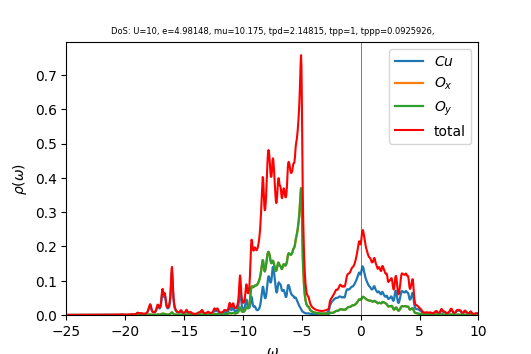 DoS: U=10, e=4.98148, mu=10.175, tpd=2.14815, tpp=1, tppp=0.0925926,
ρ(ω)
0.7
0.6
0.5
0.4
0.3
0.2
0.1
0.0
Cu
O_x
O_y
total
−25 −20 −15 −10 −5 0 5 10
ω